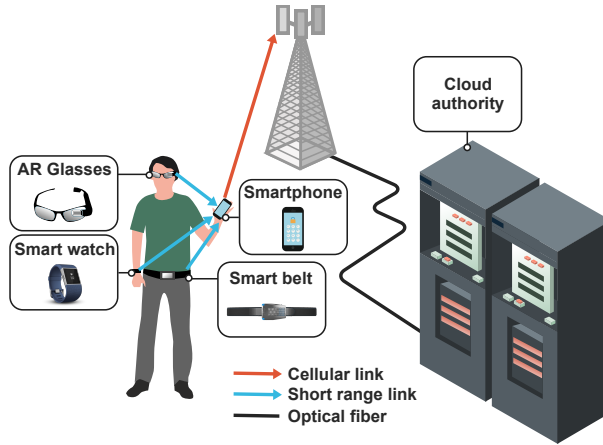 Cloud
authority
AR Glasses
Smartphone
Smart watch
Smart belt
Cellular link
Short range link
Optical fiber